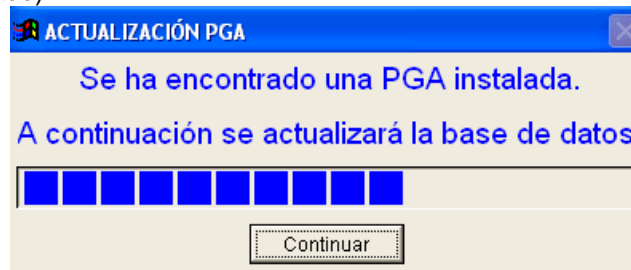 ACTUALIZACIÓN PGA
Se ha encontrado una PGA instalada.
A continuación se actualizará la base de datos
Continuar